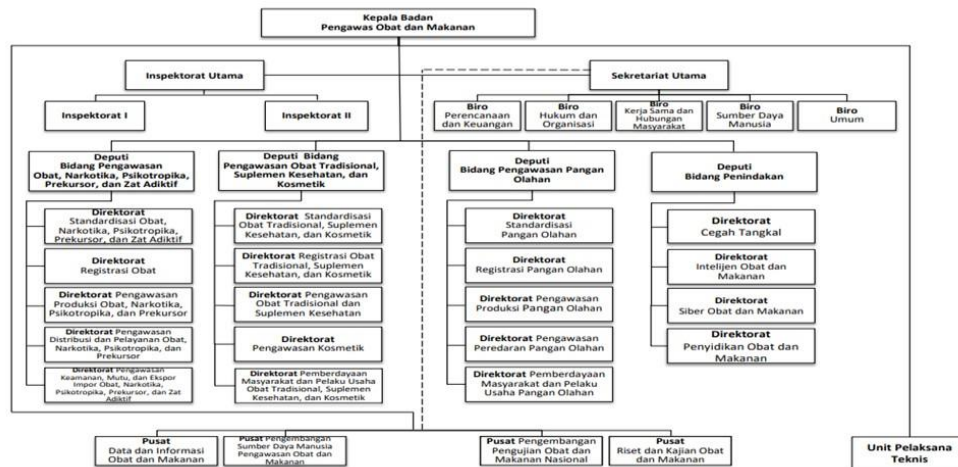 Kepala Badan
Pengawas Obat dan Makanan
Inspektorat Utama
Sekretariat Utama
Inspektorat I
Inspektorat II
Biro
Perencanaan
dan Keuangan
Biro
Hukum dan
Organisasi
Biro
Kerja Sama dan
Hubungan
Masyarakat
Biro
Sumber Daya
Manusia
Biro
Umum
Deputi
Bidang Pengawasan
Obat, Narkotika, Psikotropika,
Prekursor, dan Zat Adiktif
Deputi Bidang
Pengawasan Obat Tradisional,
Suplemen Kesehatan, dan
Kosmetik
Deputi
Bidang Pengawasan Pangan
Olahan
Deputi
Bidang Penindakan
Direktorat
Standardisasi Obat,
Narkotika, Psikotropika,
Prekursor, dan Zat Adiktif
Direktorat
Registrasi Obat
Direktorat Pengawasan
Produksi Obat, Narkotika,
Psikotropika, dan Prekursor
Direktorat Pengawasan
Distribusi dan Pelayanan Obat,
Narkotika, Psikotropika, dan
Prekursor
Direktorat Pengawasan
Keamanan, Mutu, dan Ekspor
Impor Obat, Narkotika,
Psikotropika, Prekursor, dan Zat
Adiktif
Direktorat Standardisasi
Obat Tradisional, Suplemen
Kesehatan, dan Kosmetik
Direktorat Registrasi Obat
Tradisional, Suplemen
Kesehatan, dan Kosmetik
Direktorat Pengawasan
Obat Tradisional dan
Suplemen Kesehatan
Direktorat
Pengawasan Kosmetik
Direktorat Pemberdayaan
Masyarakat dan Pelaku Usaha
Obat Tradisional, Suplemen
Kesehatan, dan Kosmetik
Direktorat
Standardisasi
Pangan Olahan
Direktorat
Registrasi Pangan Olahan
Direktorat Pengawasan
Produksi Pangan Olahan
Direktorat Pengawasan
Peredaran Pangan Olahan
Direktorat Pemberdayaan
Masyarakat dan Pelaku
Usaha Pangan Olahan
Direktorat
Cegah Tangkal
Direktorat
Intelijen Obat dan
Makanan
Direktorat
Siber Obat dan Makanan
Direktorat
Penyidikan Obat dan
Makanan
Pusat
Data dan Informasi
Obat dan Makanan
Pusat Pengembangan
Sumber Daya Manusia
Pengawasan Obat dan
Makanan
Pusat Pengembangan
Pengujian Obat dan
Makanan Nasional
Pusat
Riset dan Kajian Obat
dan Makanan
Unit Pelaksana
Teknis